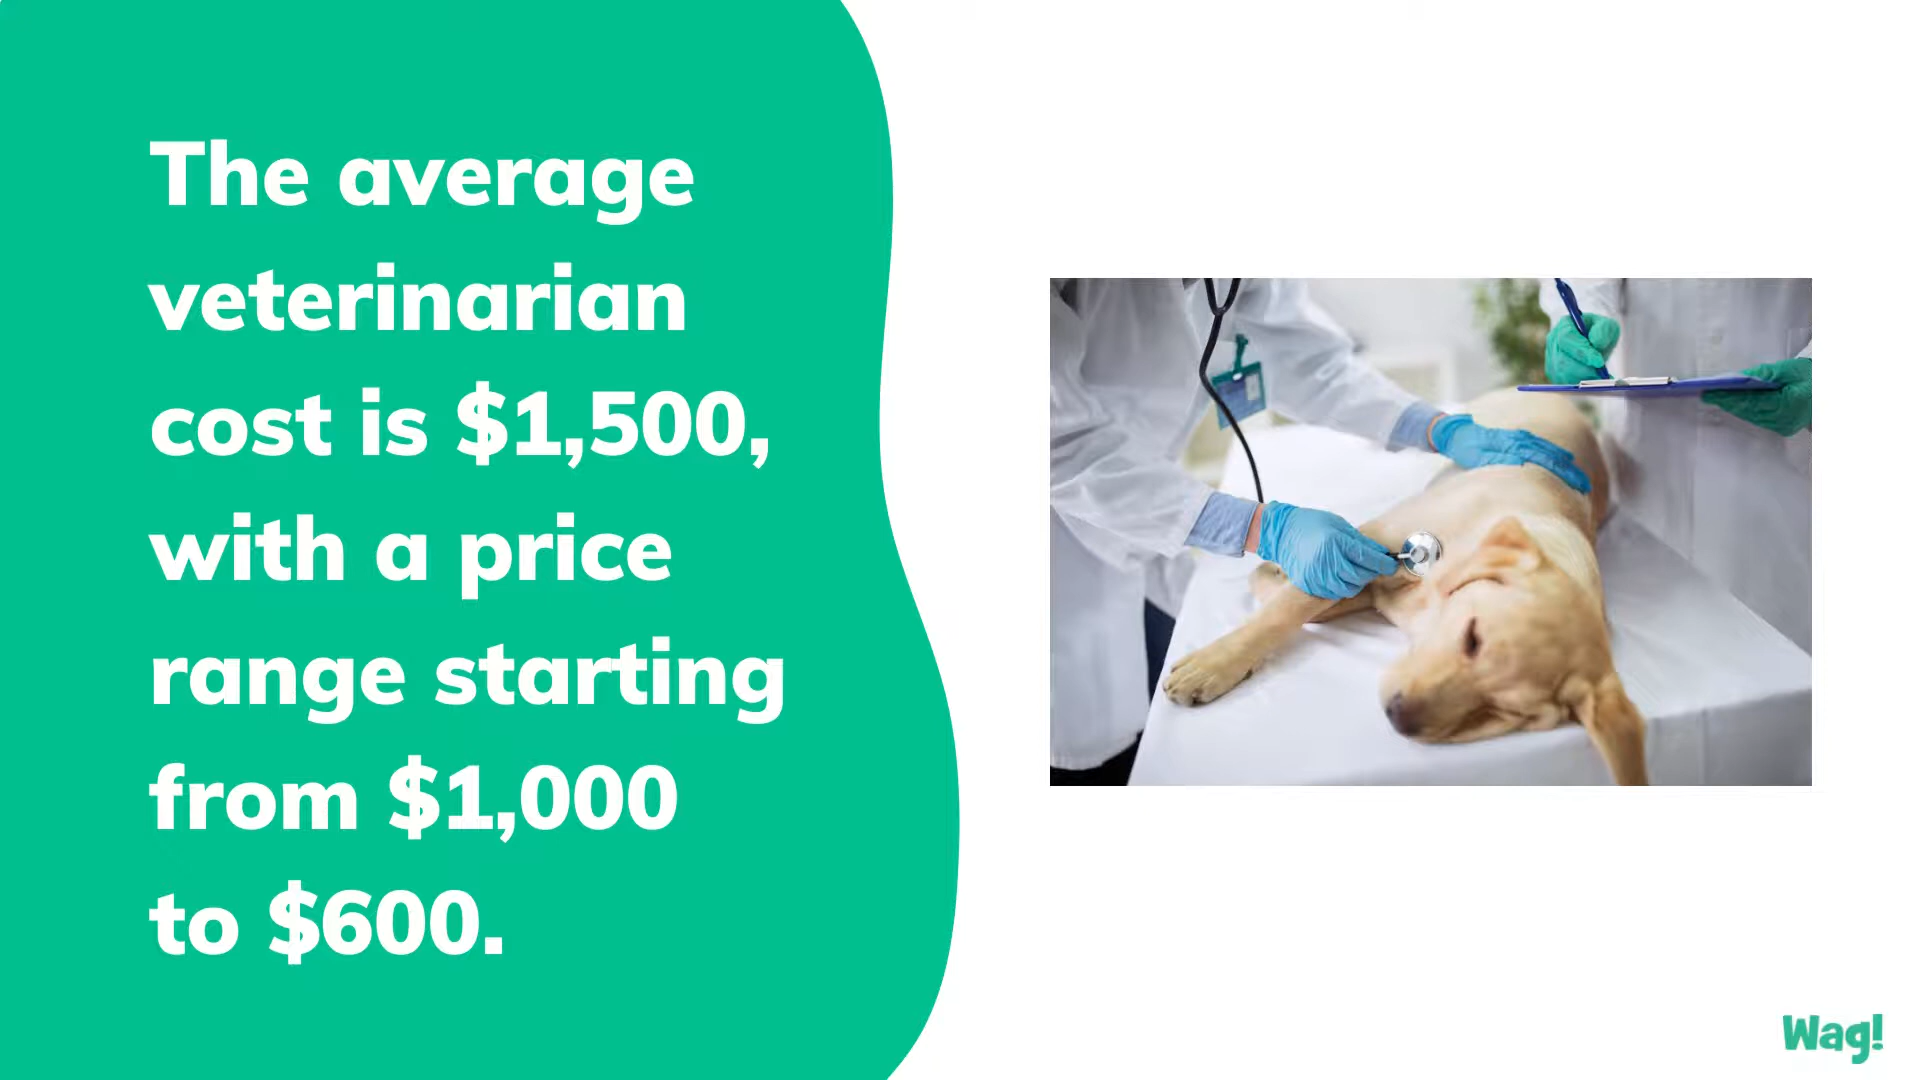 The average
veterinarian
cost is $1,500,
with a price
range starting
from $1,000
to $600.
Wag!